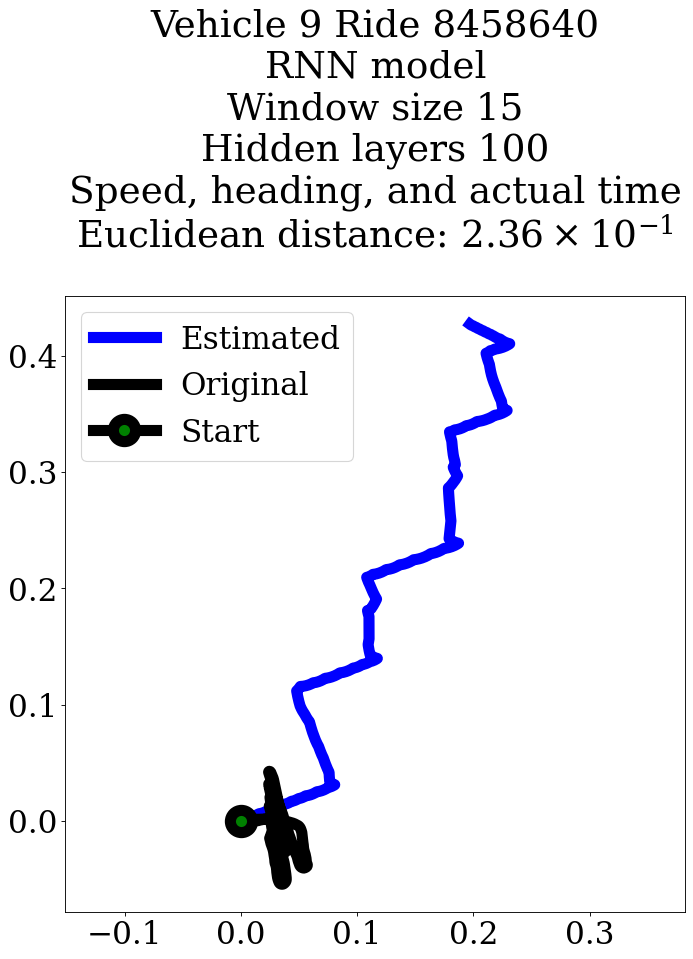 Vehicle 9 Ride 8458640
RNN model
Window size 15
Hidden layers 100
Speed, heading, and actual time
Euclidean distance: 2.36 × 10⁻¹
Estimated
Original
Start
0.4
0.3
0.2
0.1
0.0
−0.1
0.0
0.1
0.2
0.3